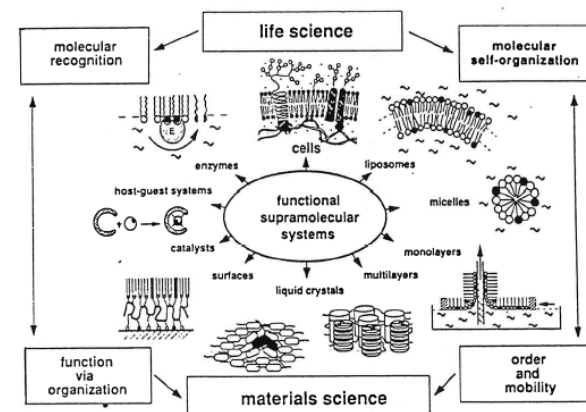 life science
molecular
recognition
molecular
self-organization
E
cells
enzymes
liposomes
host-guest systems
functional
supramolecular
systems
micelles
+
catalysts
monolayers
surfaces
multilayers
liquid crystals
function
via
organization
order
and
mobility
materials science